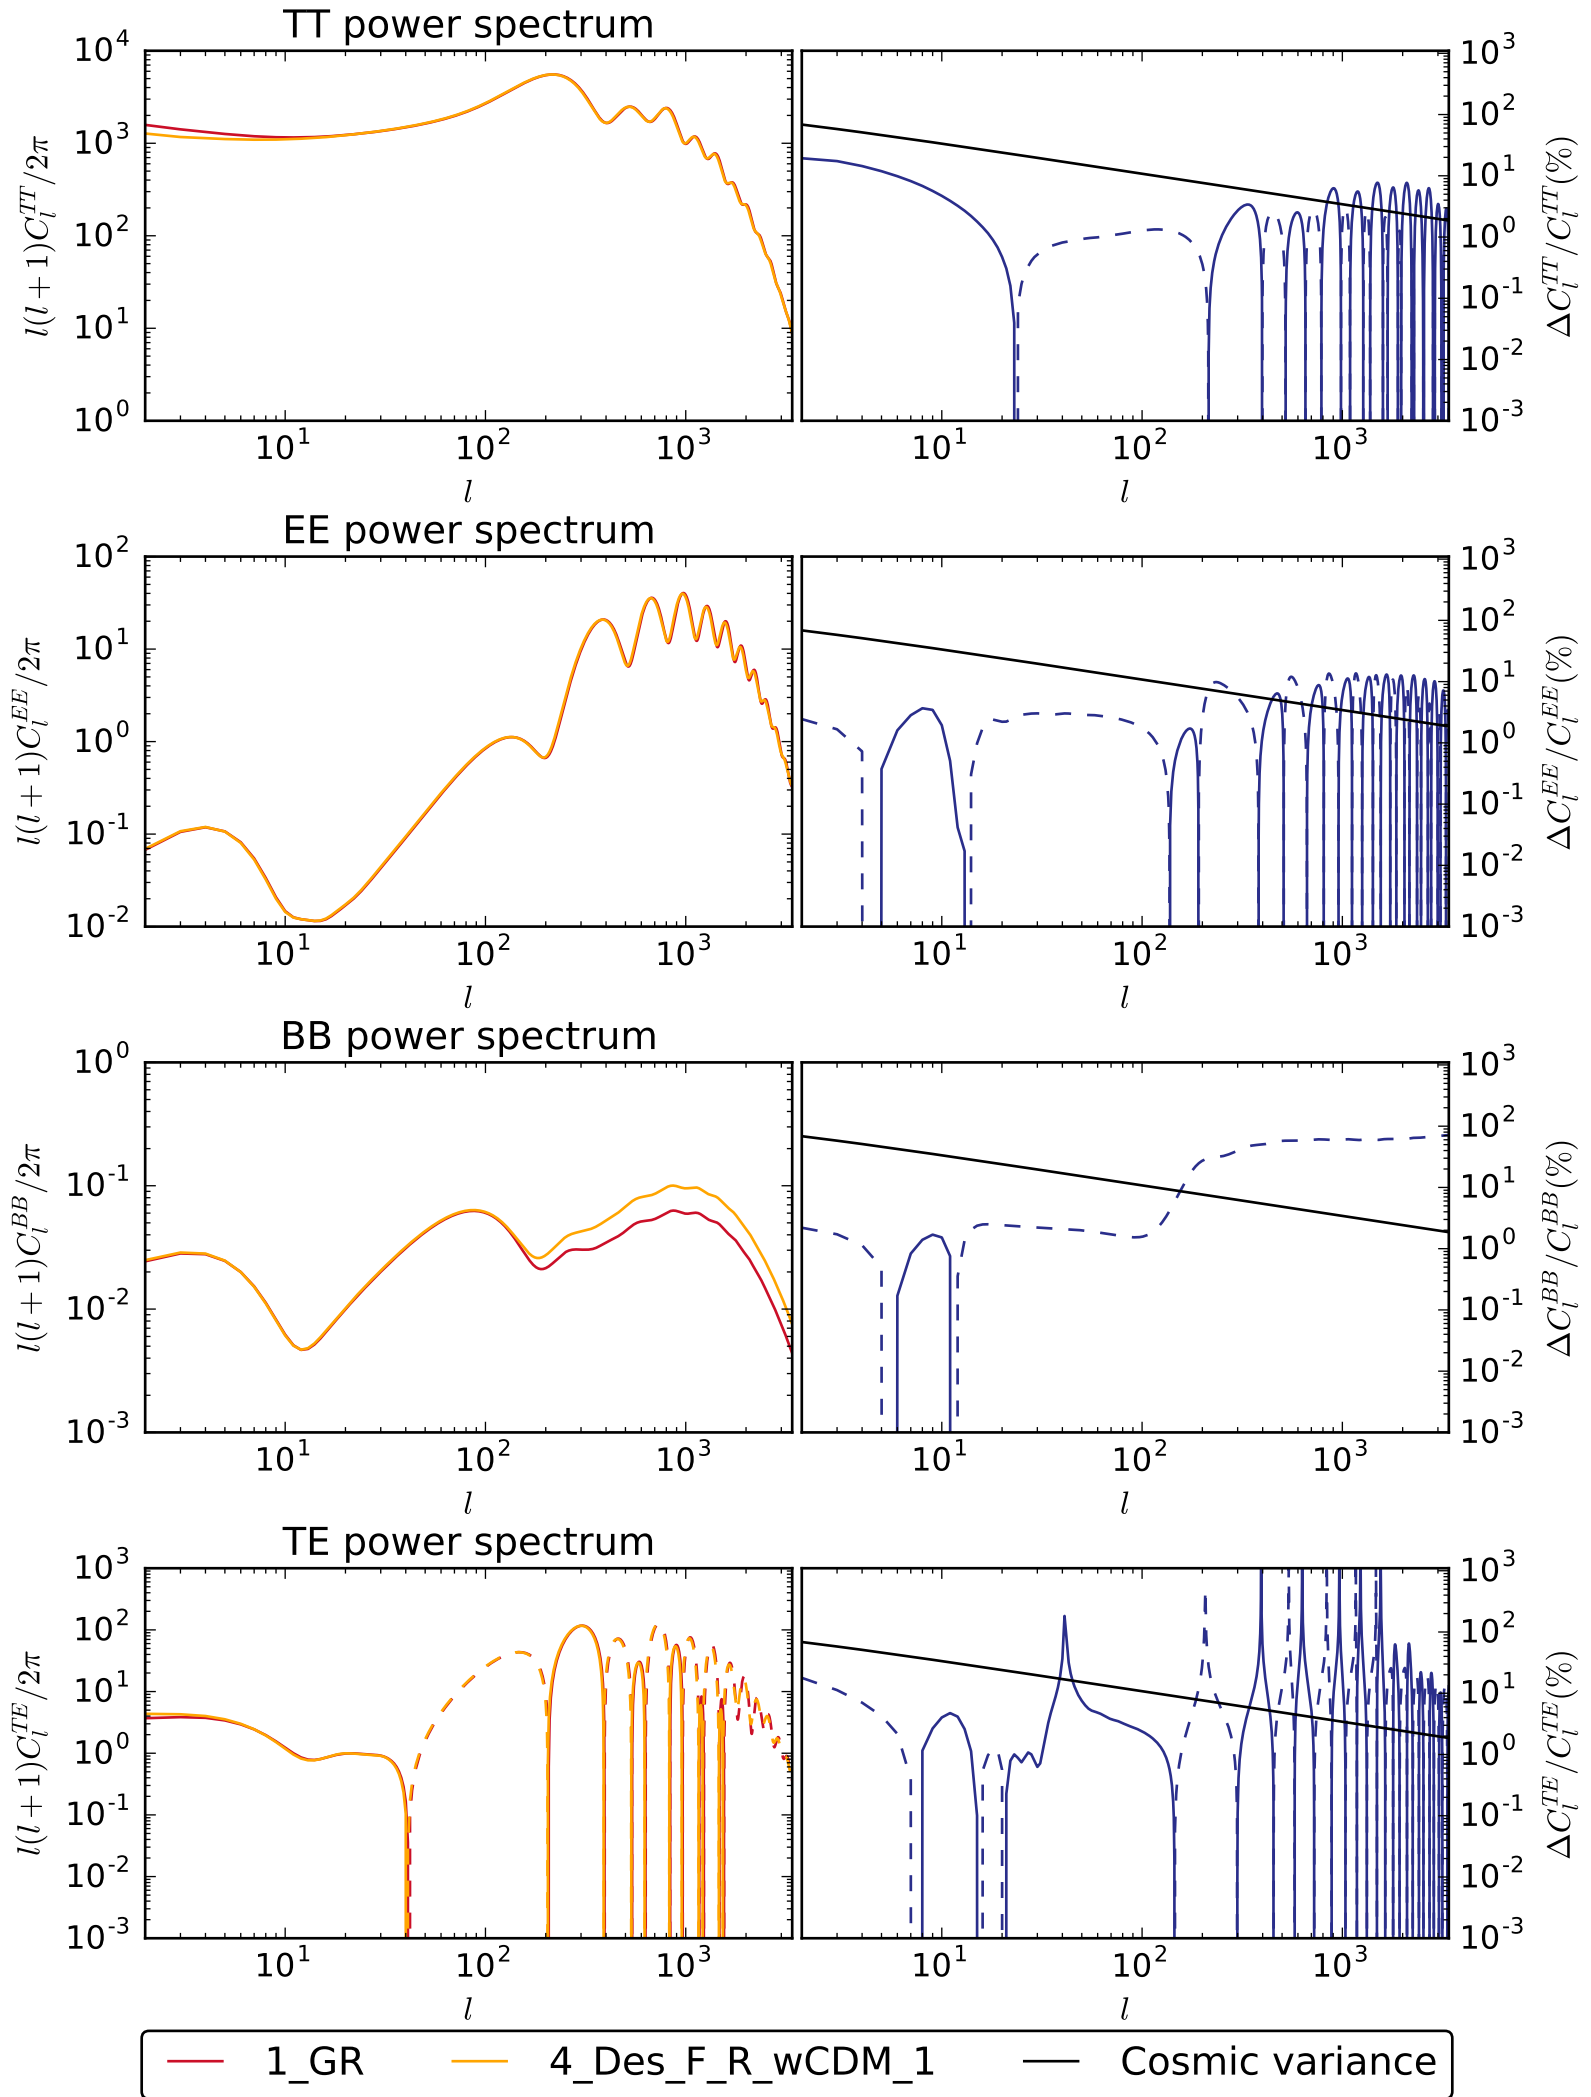 TT power spectrum
10^4
10^3
10^2
10^1
10^0
l(l+1)C_l^{TT}/2π
10^1 10^2 10^3
l
10^3
10^2
10^1
10^0
10^-1
10^-2
10^-3
ΔC_l^{TT}/C_l^{TT}(%)
10^1 10^3
l
EE power spectrum
10^2
10^1
10^0
10^-1
10^-2
l(l+1)C_l^{EE}/2π
10^1 10^2 10^3
l
10^3
10^2
10^1
10^0
10^-1
10^-2
10^-3
ΔC_l^{EE}/C_l^{EE}(%)
10^1 10^3
l
BB power spectrum
10^0
10^-1
10^-2
10^-3
l(l+1)C_l^{BB}/2π
10^1 10^2 10^3
l
10^3
10^2
10^1
10^0
10^-1
10^-2
10^-3
ΔC_l^{BB}/C_l^{BB}(%)
10^1 10^3
l
TE power spectrum
10^3
10^2
10^1
10^0
10^-1
10^-2
10^-3
l(l+1)C_l^{TE}/2π
10^1 10^2 10^3
l
10^3
10^2
10^1
10^0
10^-1
10^-2
10^-3
ΔC_l^{TE}/C_l^{TE}(%)
10^1 10^3
l
1_GR 4_Des_F_R_wCDM_1 Cosmic variance